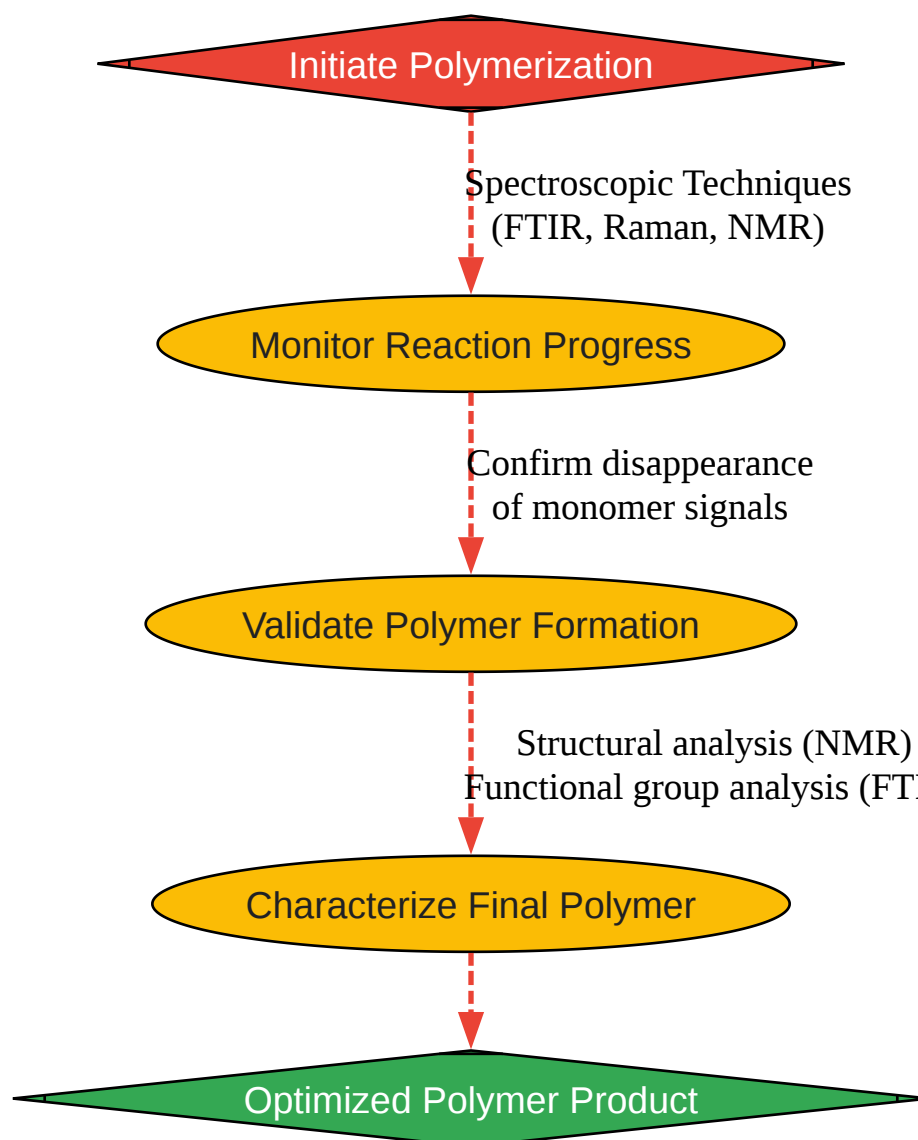 Initiate Polymerization
Spectroscopic Techniques
(FTIR, Raman, NMR)
Monitor Reaction Progress
Confirm disappearance
of monomer signals
Validate Polymer Formation
Structural analysis (NMR)
Functional group analysis
Characterize Final Polymer
Optimized Polymer Product